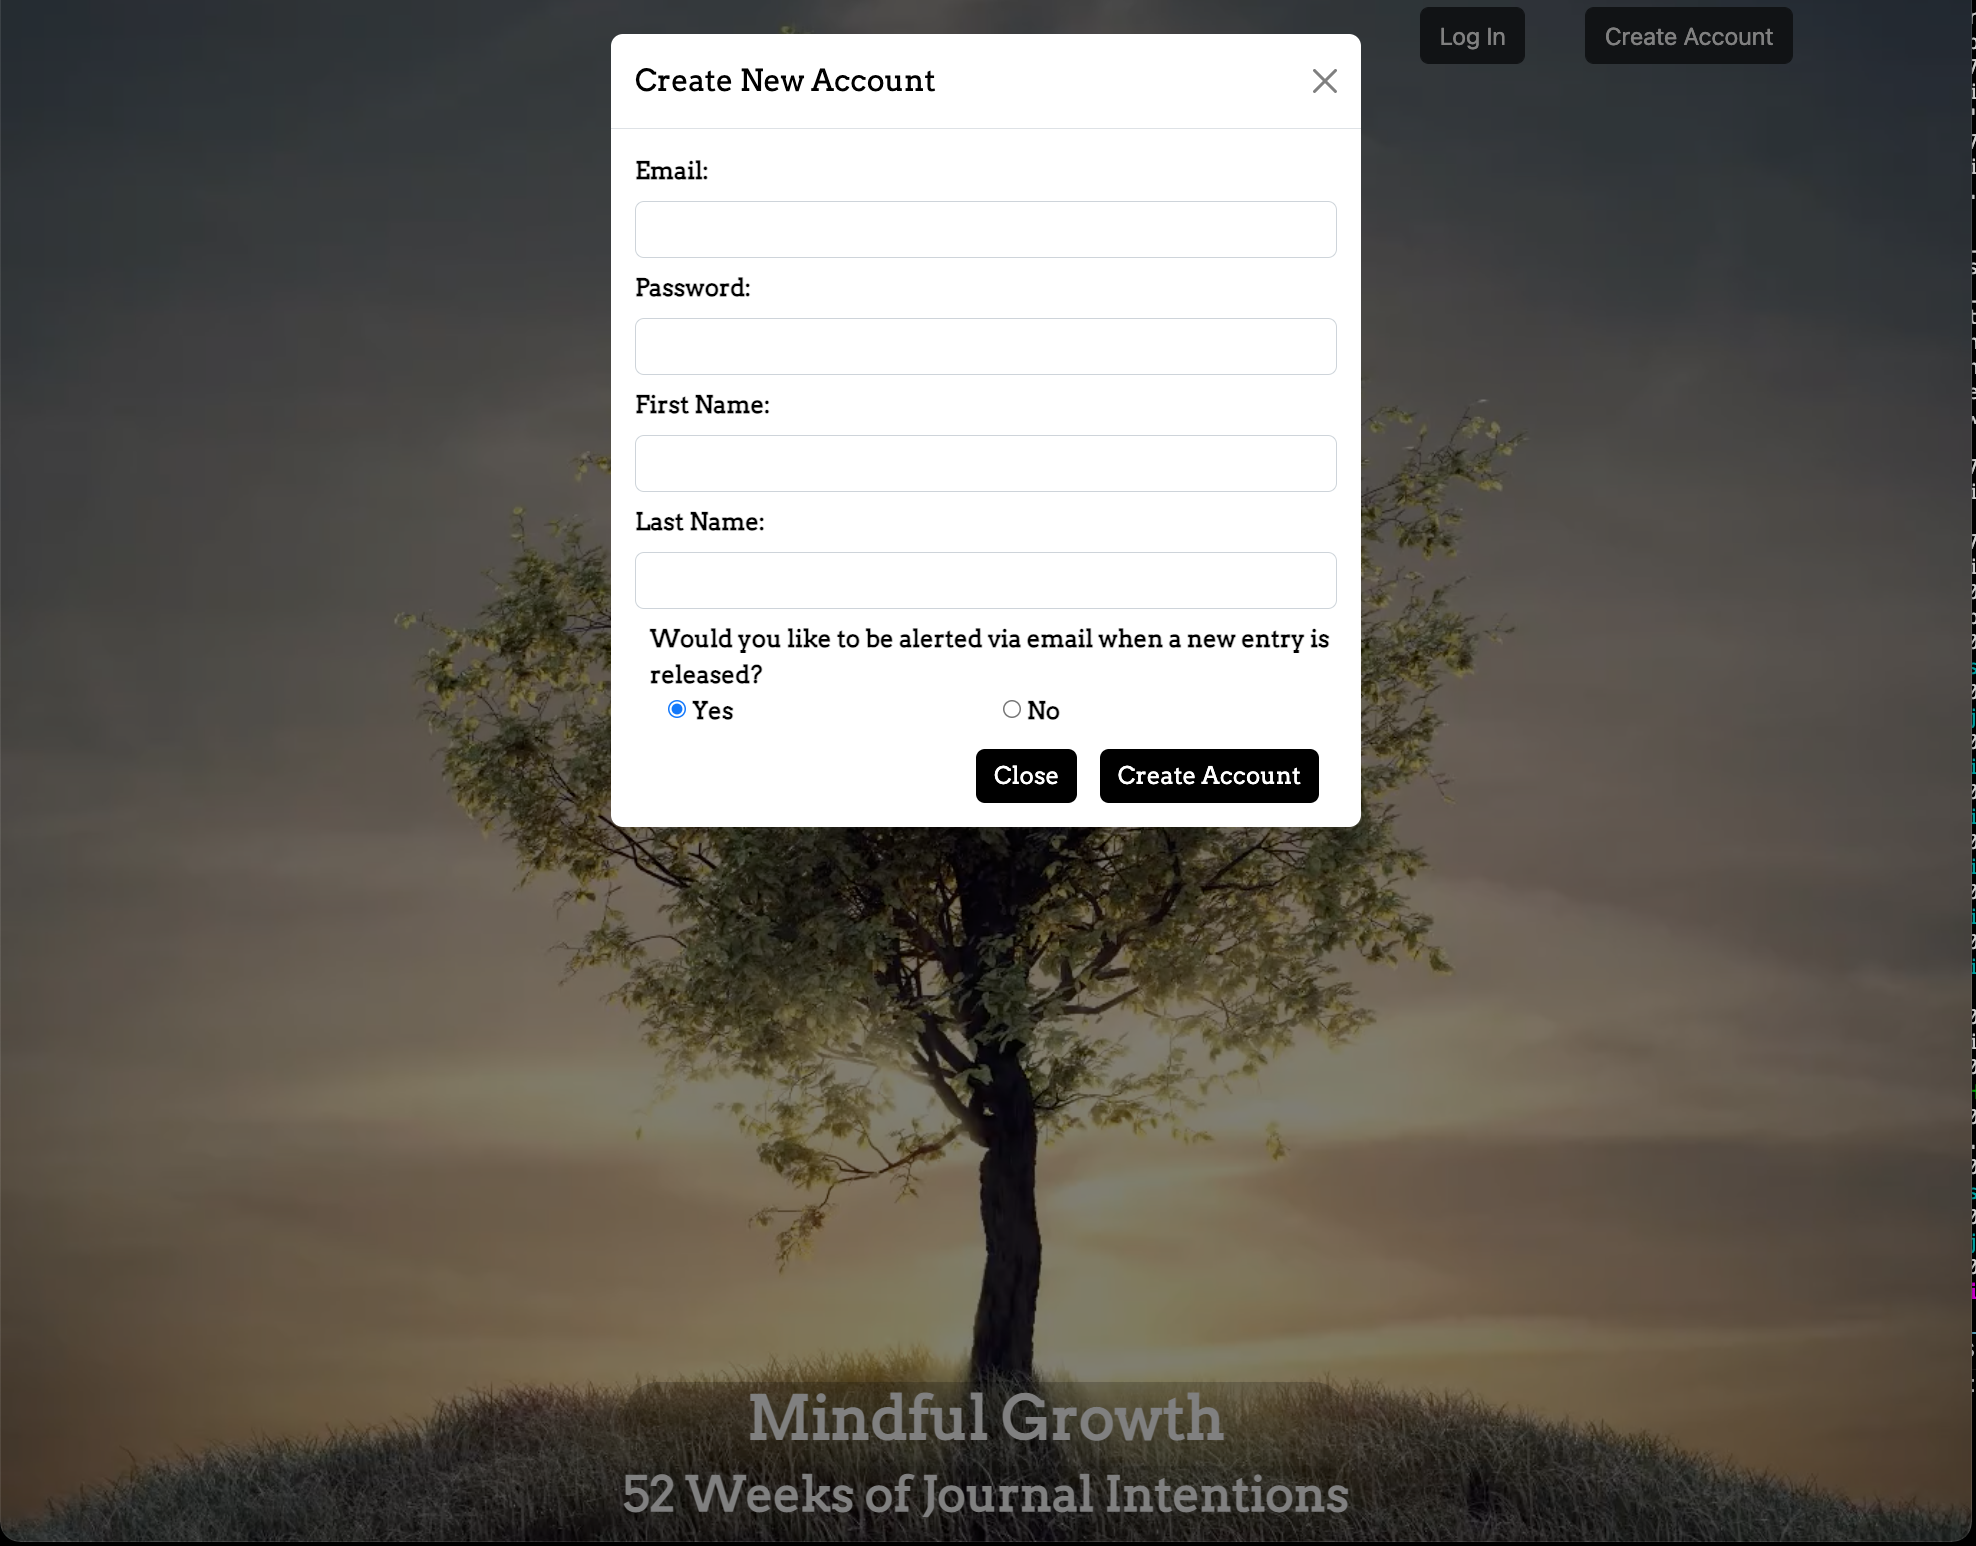 Log In
Create Account
Create New Account
Email:
Password:
First Name:
Last Name:
Would you like to be alerted via email when a new entry is
released?
Yes
No
Close
Create Account
Mindful Growth
52 Weeks of Journal Intentions